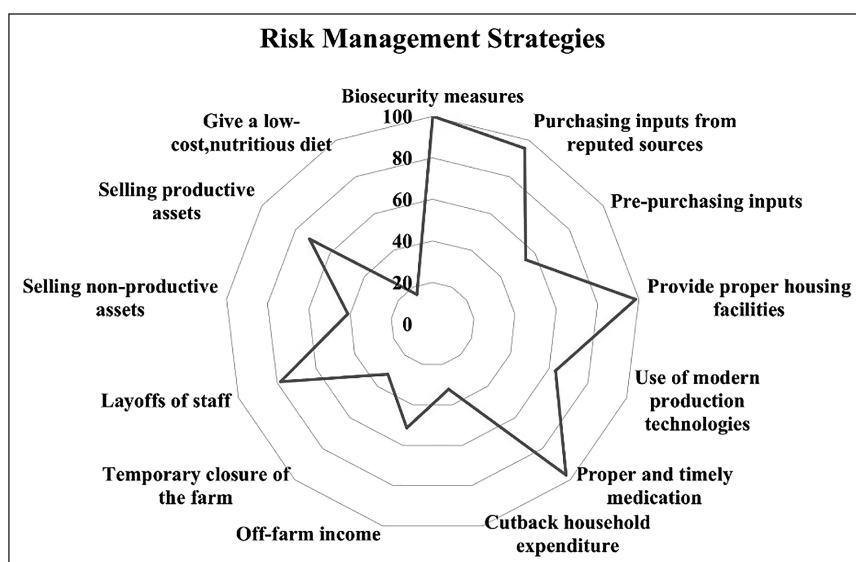 Risk Management Strategies
Biosecurity measures
Purchasing inputs from
reputed sources
Pre-purchasing inputs
Provide proper housing
facilities
Use of modern
production
technologies
Proper and timely
medication
Cutback household
expenditure
Off-farm income
Temporary closure of
the farm
Layoffs of staff
Selling non-productive
assets
Selling productive
assets
Give a low-
cost,nutritious diet
100
80
60
40
20
0